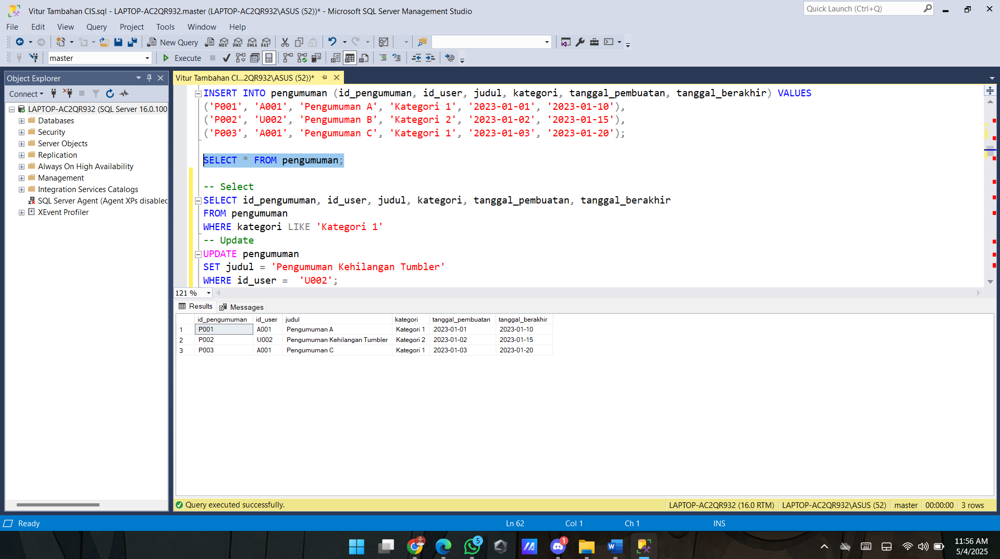 Vitur Tambahan CIS.sql - LAPTOP-AC2QR932.master (LAPTOP-AC2QR932\ASUS (52))* - Microsoft SQL Server Management Studio
Quick Launch (Ctrl+Q)
File Edit View Query Project Tools Window Help
New Query MDX DMX XMLA DAX
master Execute
Object Explorer
Vitur Tambahan CI...2QR932\ASUS (52))*
Connect
LAPTOP-AC2QR932 (SQL Server 16.0.100
Databases
Security
Server Objects
Replication
Always On High Availability
Management
Integration Services Catalogs
SQL Server Agent (Agent XPs disabled
XEvent Profiler
INSERT INTO pengumuman (id_pengumuman, id_user, judul, kategori, tanggal_pembuatan, tanggal_berakhir) VALUES
('P001', 'A001', 'Pengumuman A', 'Kategori 1', '2023-01-01', '2023-01-10'),
('P002', 'U002', 'Pengumuman B', 'Kategori 2', '2023-01-02', '2023-01-15'),
('P003', 'A001', 'Pengumuman C', 'Kategori 1', '2023-01-03', '2023-01-20');
SELECT * FROM pengumuman;
-- Select
SELECT id_pengumuman, id_user, judul, kategori, tanggal_pembuatan, tanggal_berakhir
FROM pengumuman
WHERE kategori LIKE 'Kategori 1'
-- Update
UPDATE pengumuman
SET judul = 'Pengumuman Kehilangan Tumbler'
WHERE id_user =  'U002';
121 %
Results Messages
id_pengumuman id_user judul kategori tanggal_pembuatan tanggal_berakhir
1 P001 A001 Pengumuman A Kategori 1 2023-01-01 2023-01-10
2 P002 U002 Pengumuman Kehilangan Tumbler Kategori 2 2023-01-02 2023-01-15
3 P003 A001 Pengumuman C Kategori 1 2023-01-03 2023-01-20
Query executed successfully. LAPTOP-AC2QR932 (16.0 RTM) LAPTOP-AC2QR932\ASUS (52) master 00:00:00 3 rows
Ready Ln 62 Col 1 Ch 1 INS
5 1
11:56 AM
5/4/2025